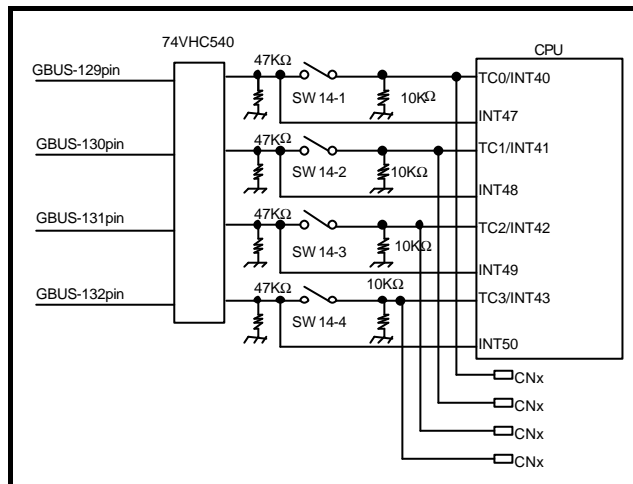 74VHC540
CPU
GBUS-129pin
47KΩ
SW 14-1
10KΩ
TC0/INT40
INT47
GBUS-130pin
47KΩ
SW 14-2
10KΩ
TC1/INT41
INT48
GBUS-131pin
47KΩ
SW 14-3
10KΩ
TC2/INT42
INT49
GBUS-132pin
47KΩ
SW 14-4
10KΩ
TC3/INT43
INT50
CNx
CNx
CNx
CNx